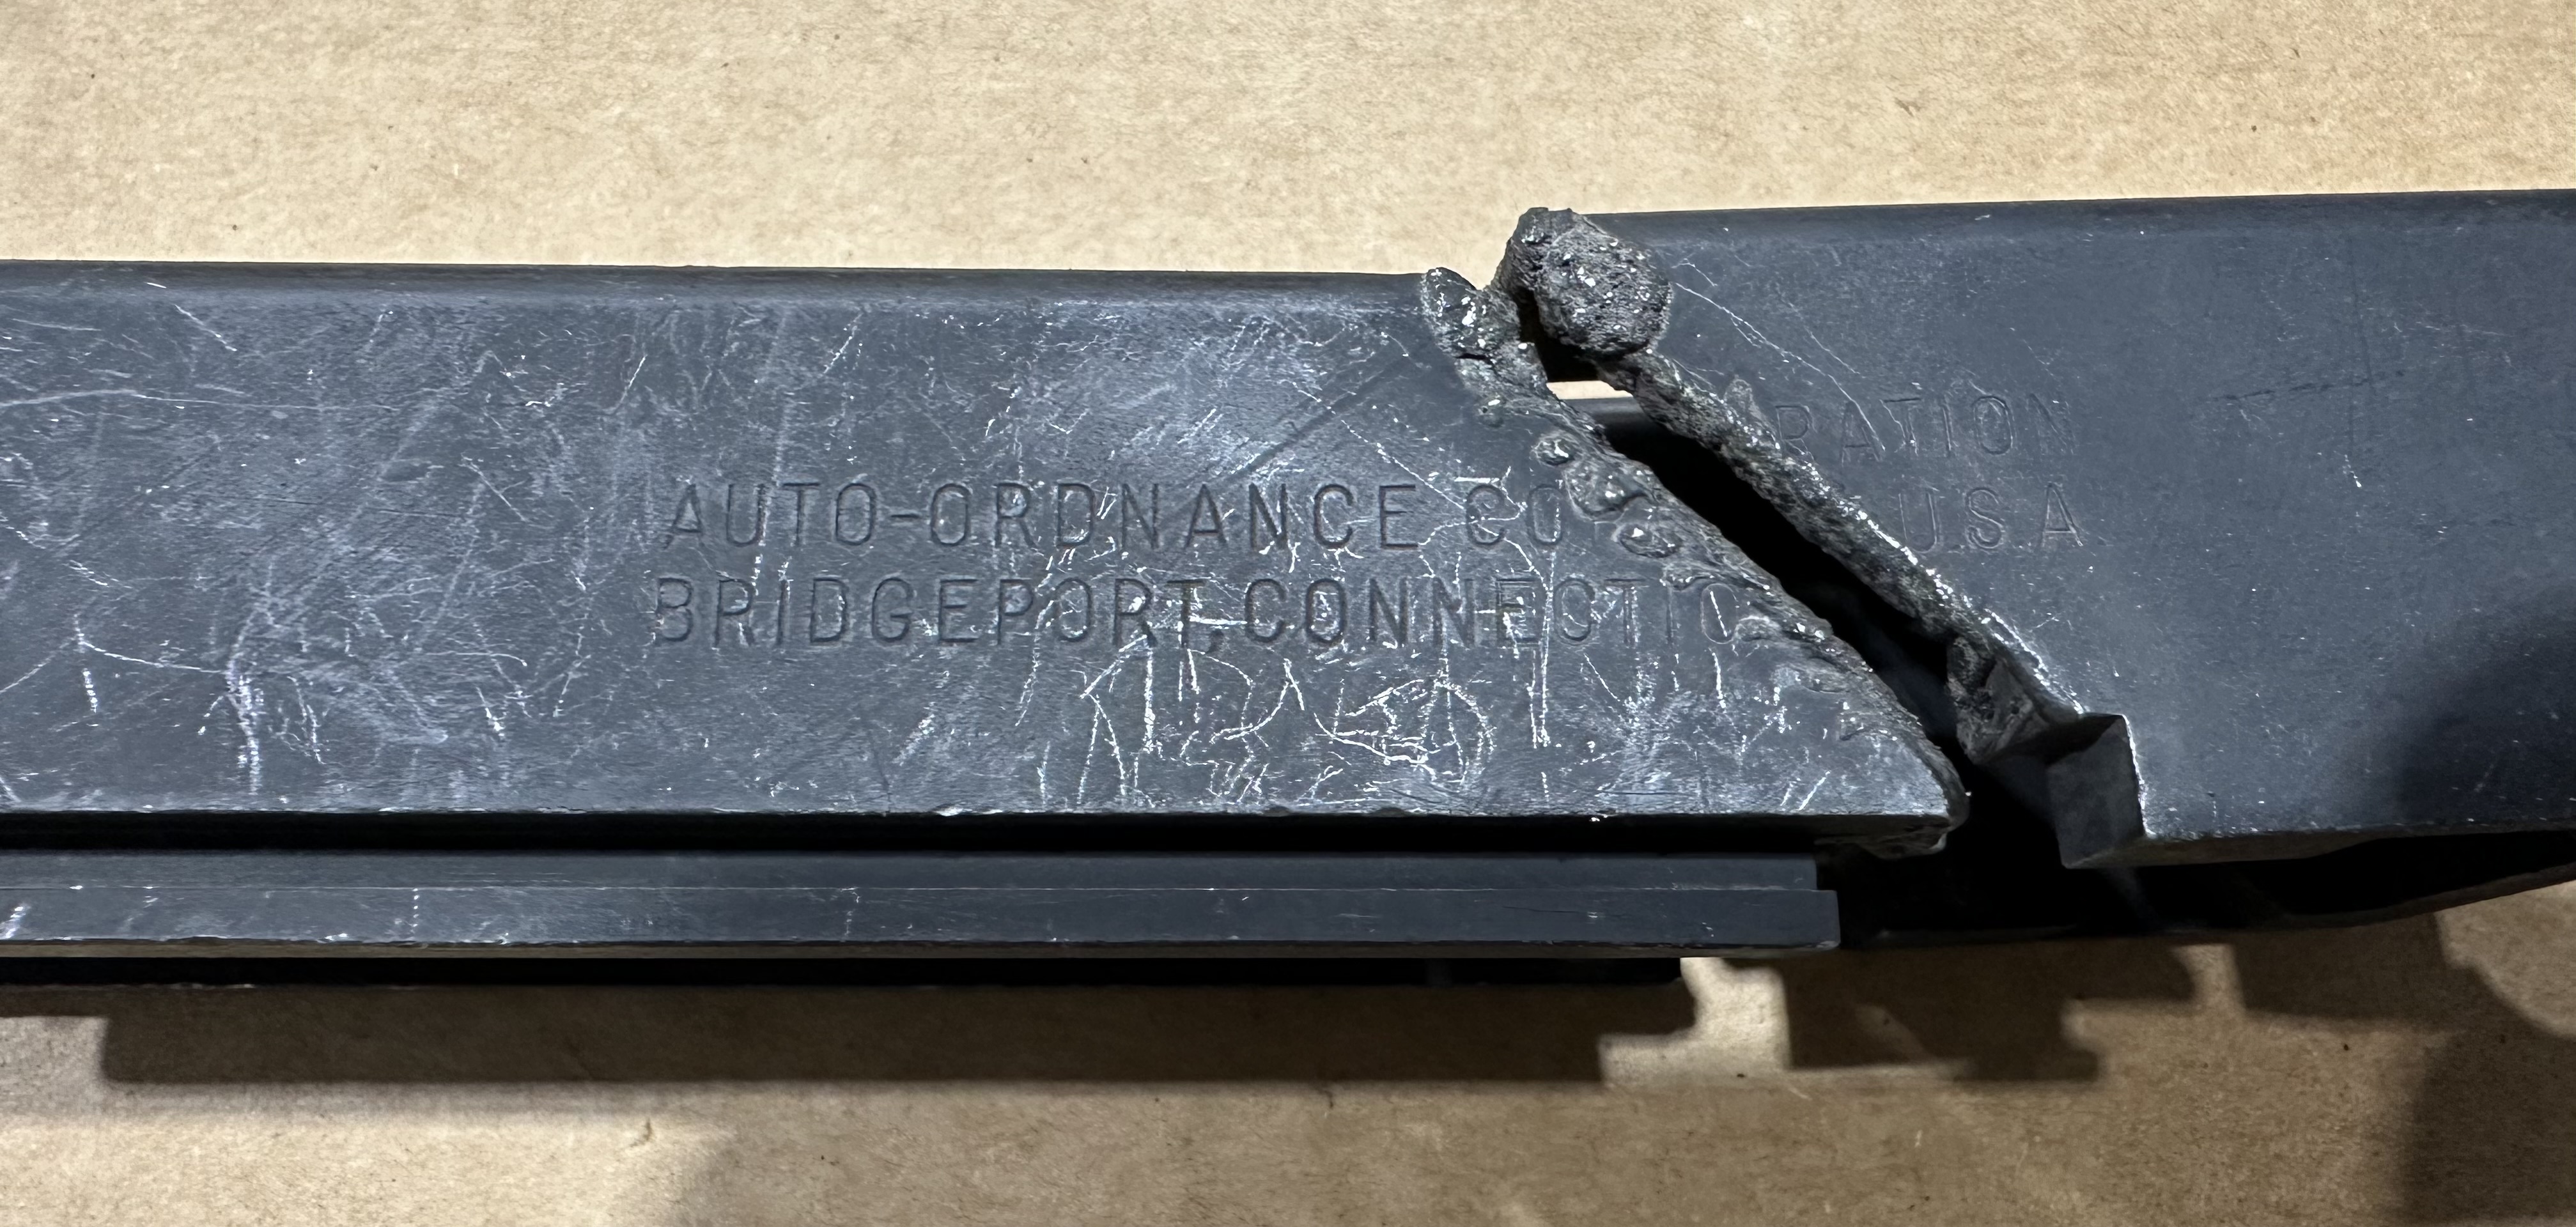 AUTO-ORDNANCE CO RATION
BRIDGEPORT, CONNECTIC U.S.A